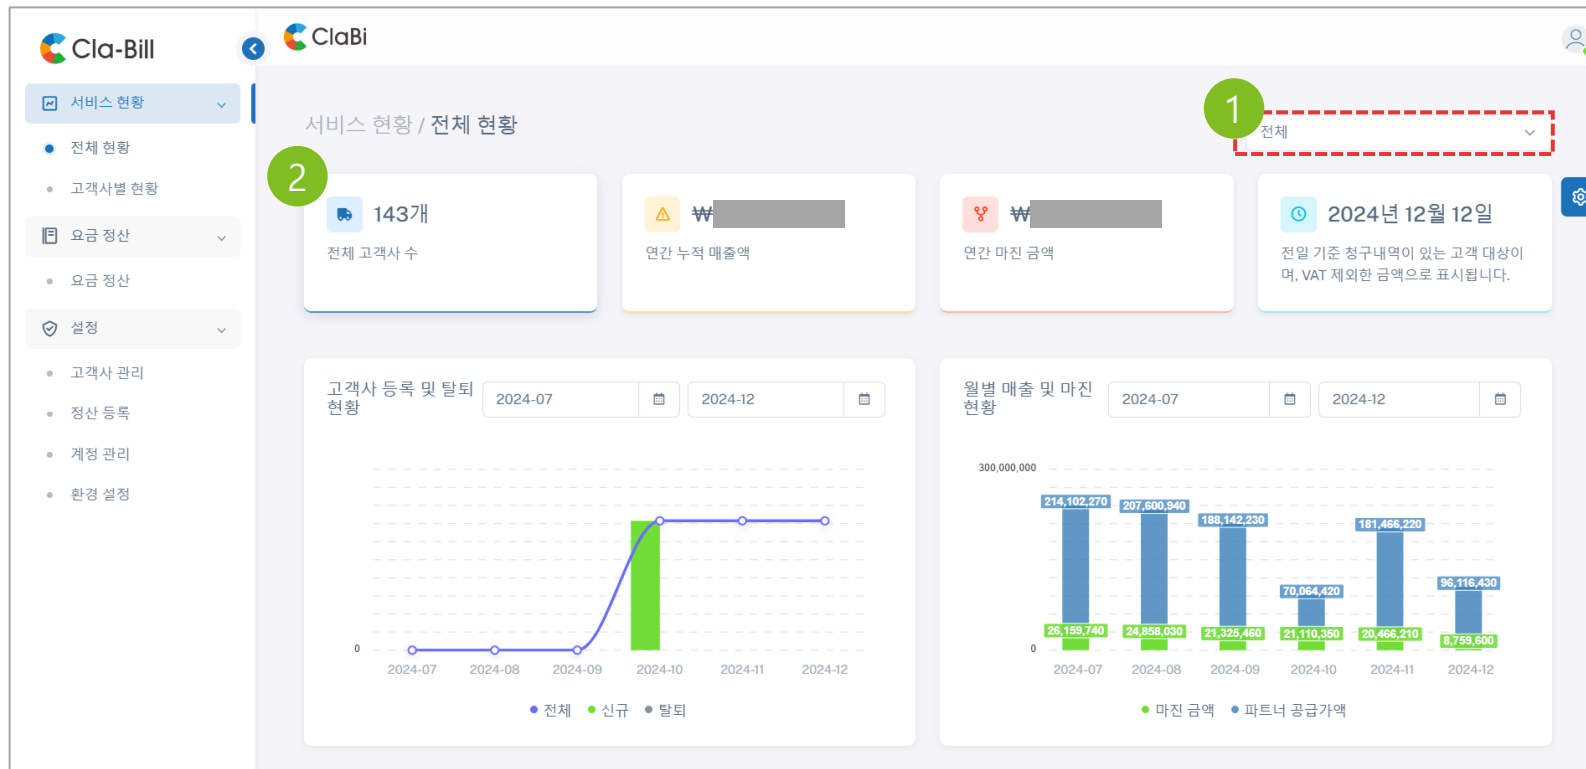 Cla-Bill
ClaBi
서비스 현황
전체 현황
고객사별 현황
요금 정산
요금 정산
설정
고객사 관리
정산 등록
계정 관리
환경 설정
서비스 현황 / 전체 현황
1
전체
2
143개
전체 고객사 수
₩
연간 누적 매출액
₩
연간 마진 금액
2024년 12월 12일
전일 기준 청구내역이 있는 고객 대상이
며, VAT 제외한 금액으로 표시됩니다.
고객사 등록 및 탈퇴
현황
2024-07
2024-12
0
2024-07 2024-08 2024-09 2024-10 2024-11 2024-12
전체 신규 탈퇴
월별 매출 및 마진
현황
2024-07
2024-12
300,000,000
214,102,270
207,600,940
188,142,230
181,466,220
70,064,420
96,116,430
26,159,740 24,858,030 21,325,460 21,110,350 20,466,210 8,759,600
0
2024-07 2024-08 2024-09 2024-10 2024-11 2024-12
마진 금액 파트너 공급가액